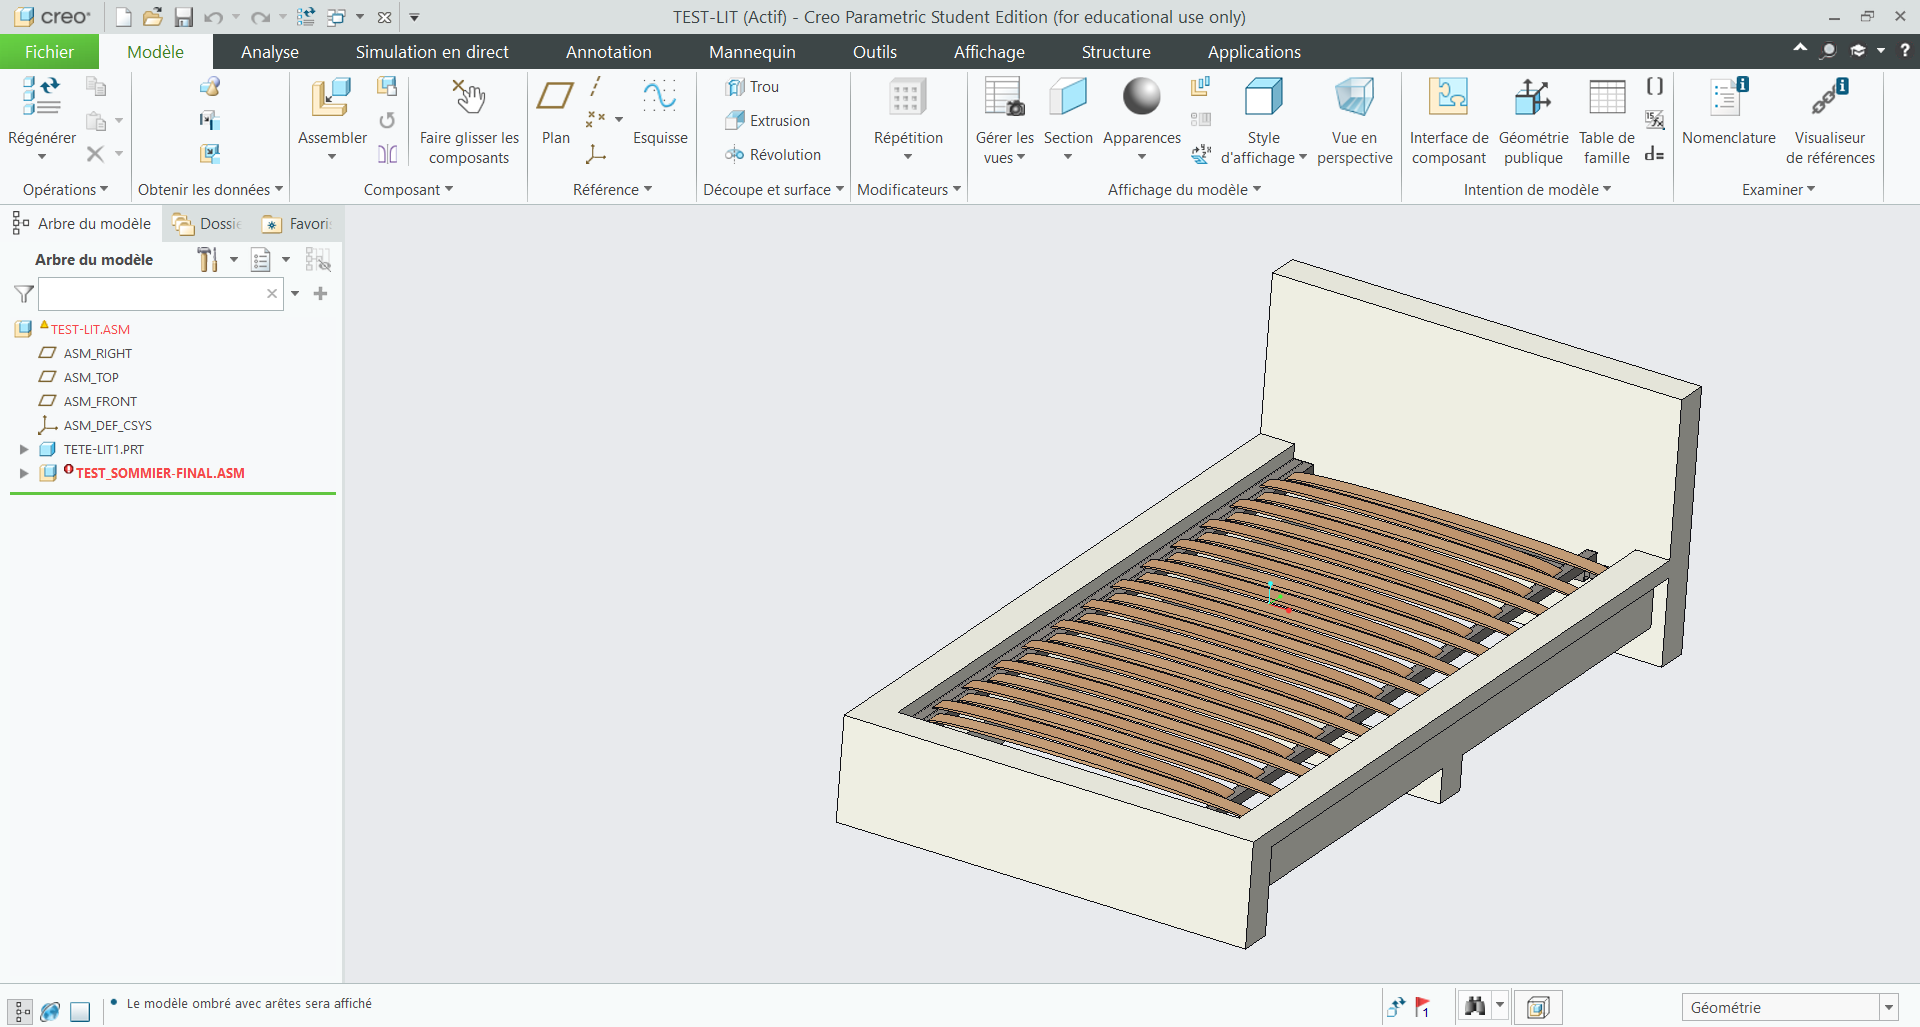 creo°
TEST-LIT (Actif) - Creo Parametric Student Edition (for educational use only)
Fichier
Modèle
Analyse
Simulation en direct
Annotation
Mannequin
Outils
Affichage
Structure
Applications
Régénérer
Opérations
Obtenir les données
Assembler
Faire glisser les
composants
Composant
Plan
Esquisse
Référence
Trou
Extrusion
Révolution
Découpe et surface
Répétition
Modificateurs
Gérer les
vues
Section
Apparences
Style
d'affichage
Vue en
perspective
Affichage du modèle
Interface de
composant
Géométrie
publique
Table de
famille
d=
Intention de modèle
Nomenclature
Visualiseur
de références
Examiner
Arbre du modèle
Dossie
Favori
Arbre du modèle
TEST-LIT.ASM
ASM_RIGHT
ASM_TOP
ASM_FRONT
ASM_DEF_CSYS
TETE-LIT1.PRT
TEST_SOMMIER-FINAL.ASM
Le modèle ombré avec arêtes sera affiché
1
Géométrie